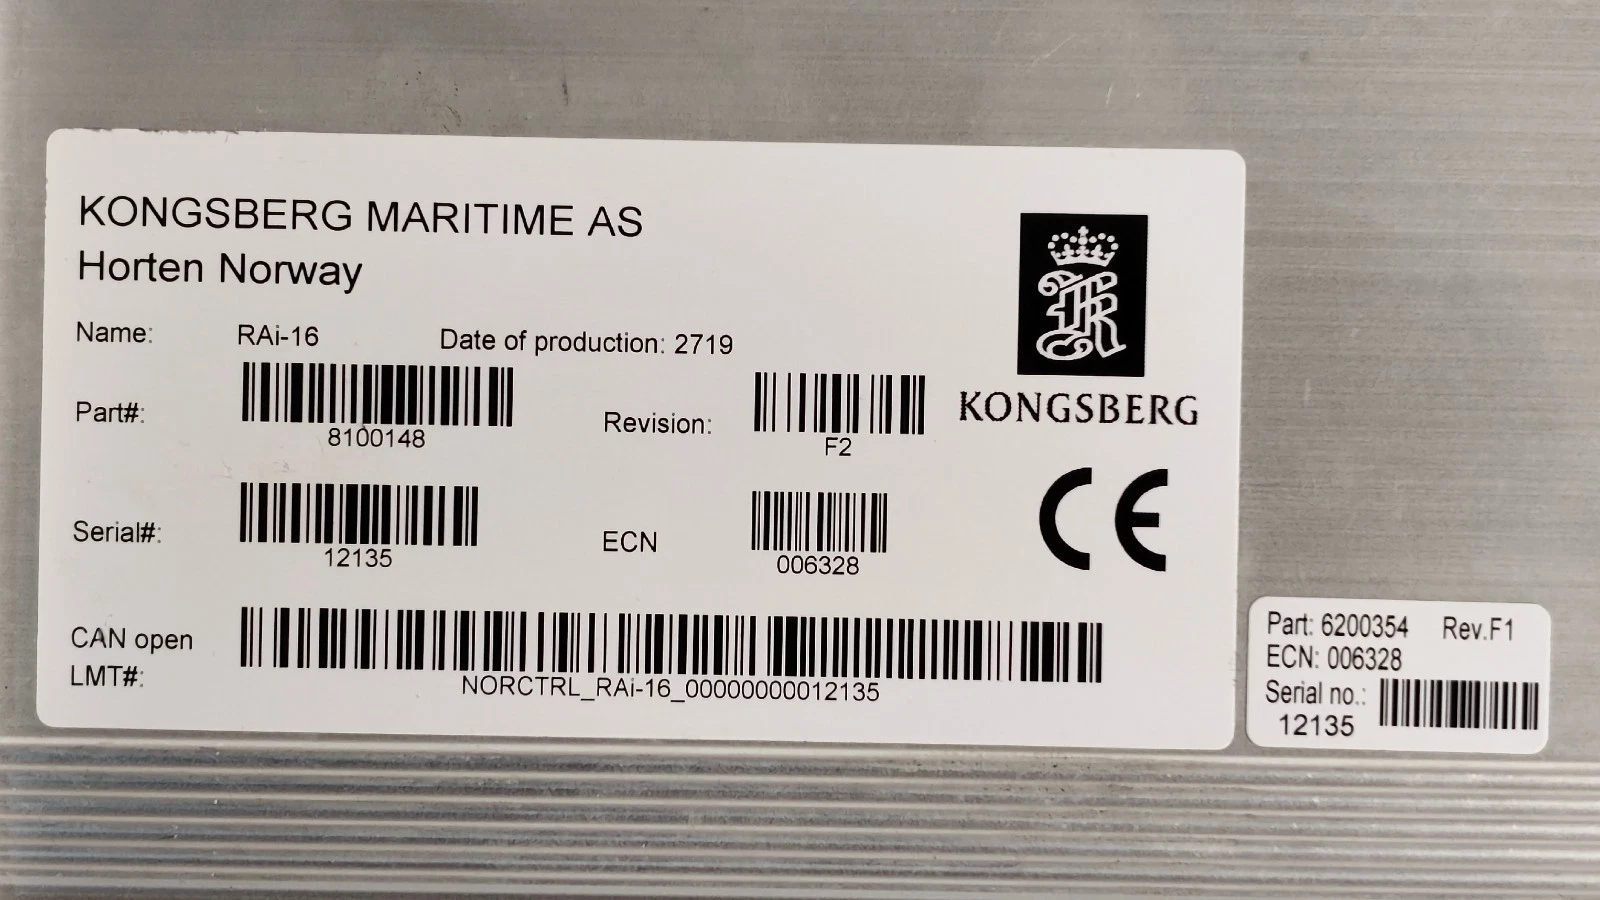 KONGSBERG MARITIME AS
Horten Norway
Name: RAi-16 Date of production: 2719
Part#: 8100148 Revision: F2
Serial#: 12135 ECN 006328
CAN open
LMT#: NORCTRL_RAi-16_00000000012135
KONGSBERG
CE
Part: 6200354 Rev.F1
ECN: 006328
Serial no.:
12135